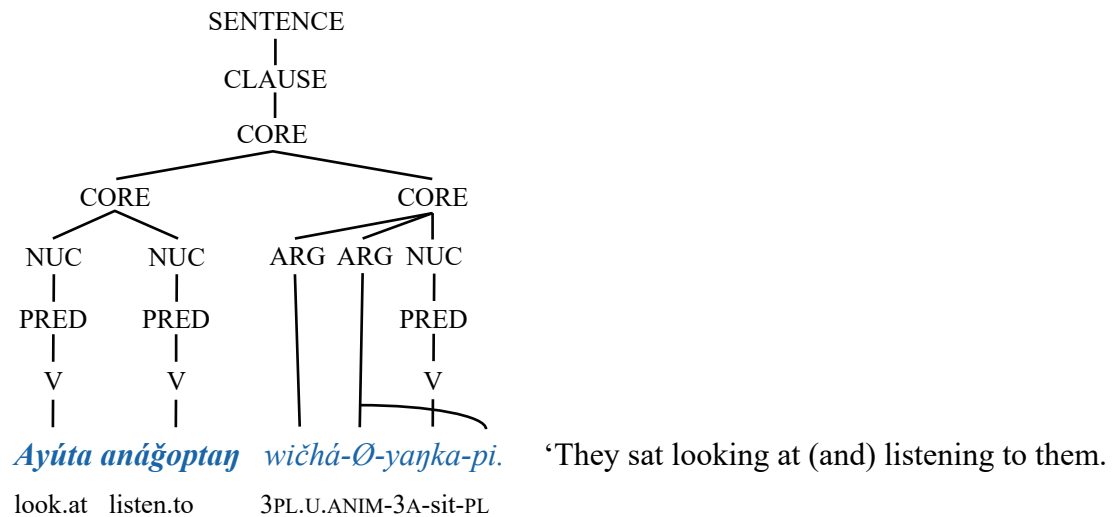 SENTENCE
CLAUSE
CORE
CORE CORE
NUC NUC ARG ARG NUC
PRED PRED PRED
V V V
Ayúta anáğoptaŋ wičhá-Ø-yaŋka-pi. ‘They sat looking at (and) listening to them.
look.at listen.to 3PL.U.ANIM-3A-sit-PL